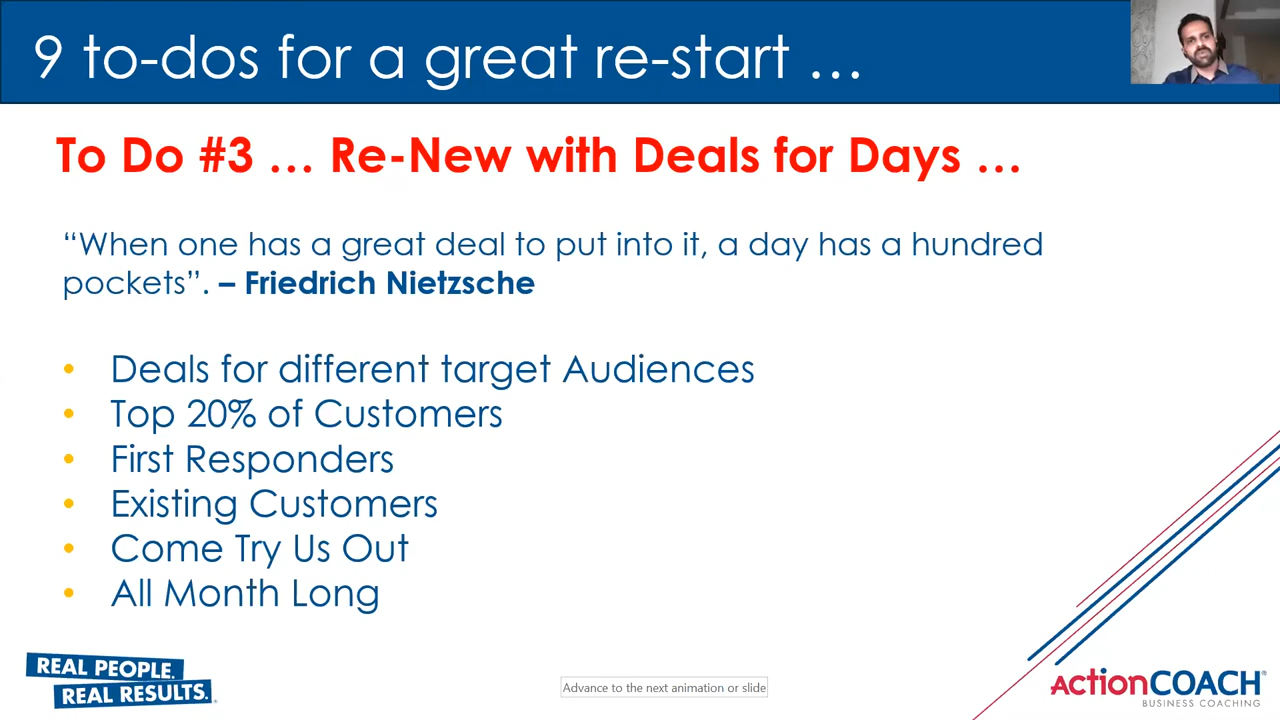 9 to-dos for a great re-start …
To Do #3 … Re-New with Deals for Days …
“When one has a great deal to put into it, a day has a hundred
pockets”. – Friedrich Nietzsche
• Deals for different target Audiences
• Top 20% of Customers
• First Responders
• Existing Customers
• Come Try Us Out
• All Month Long
REAL PEOPLE.
REAL RESULTS.
Advance to the next animation or slide
ActionCOACH®
BUSINESS COACHING